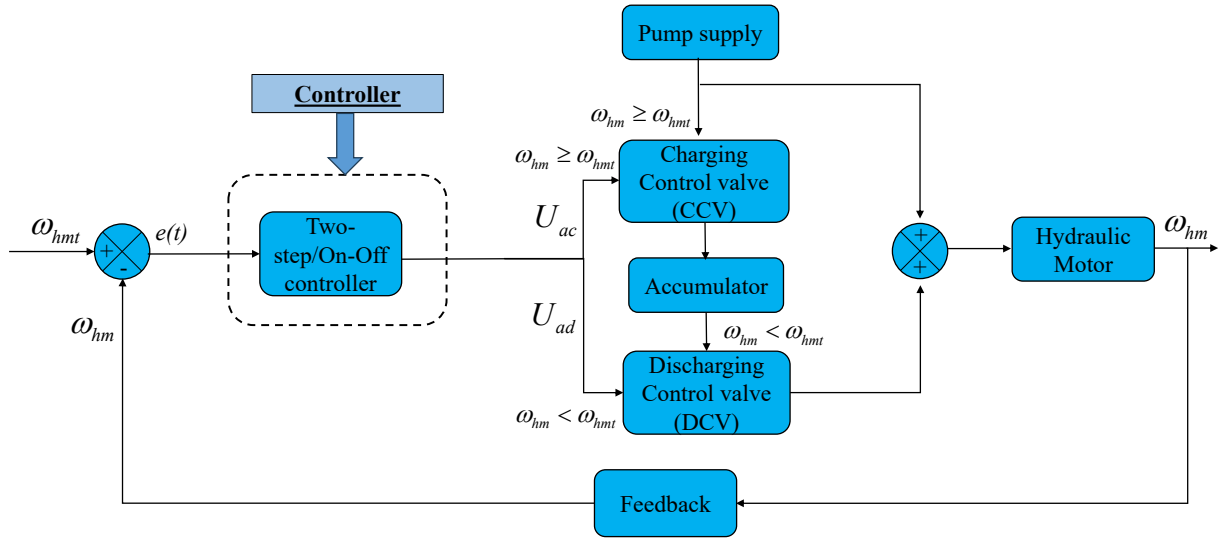 Pump supply
Controller
ω_hm ≥ ω_hmt
ω_hm ≥ ω_hmt
Charging
Control valve
(CCV)
U_ac
ω_hmt
e(t)
+
-
Two-
step/On-Off
controller
+
+
Hydraulic
Motor
ω_hm
Accumulator
U_ad
ω_hm
ω_hm < ω_hmt
Discharging
Control valve
(DCV)
ω_hm < ω_hmt
Feedback